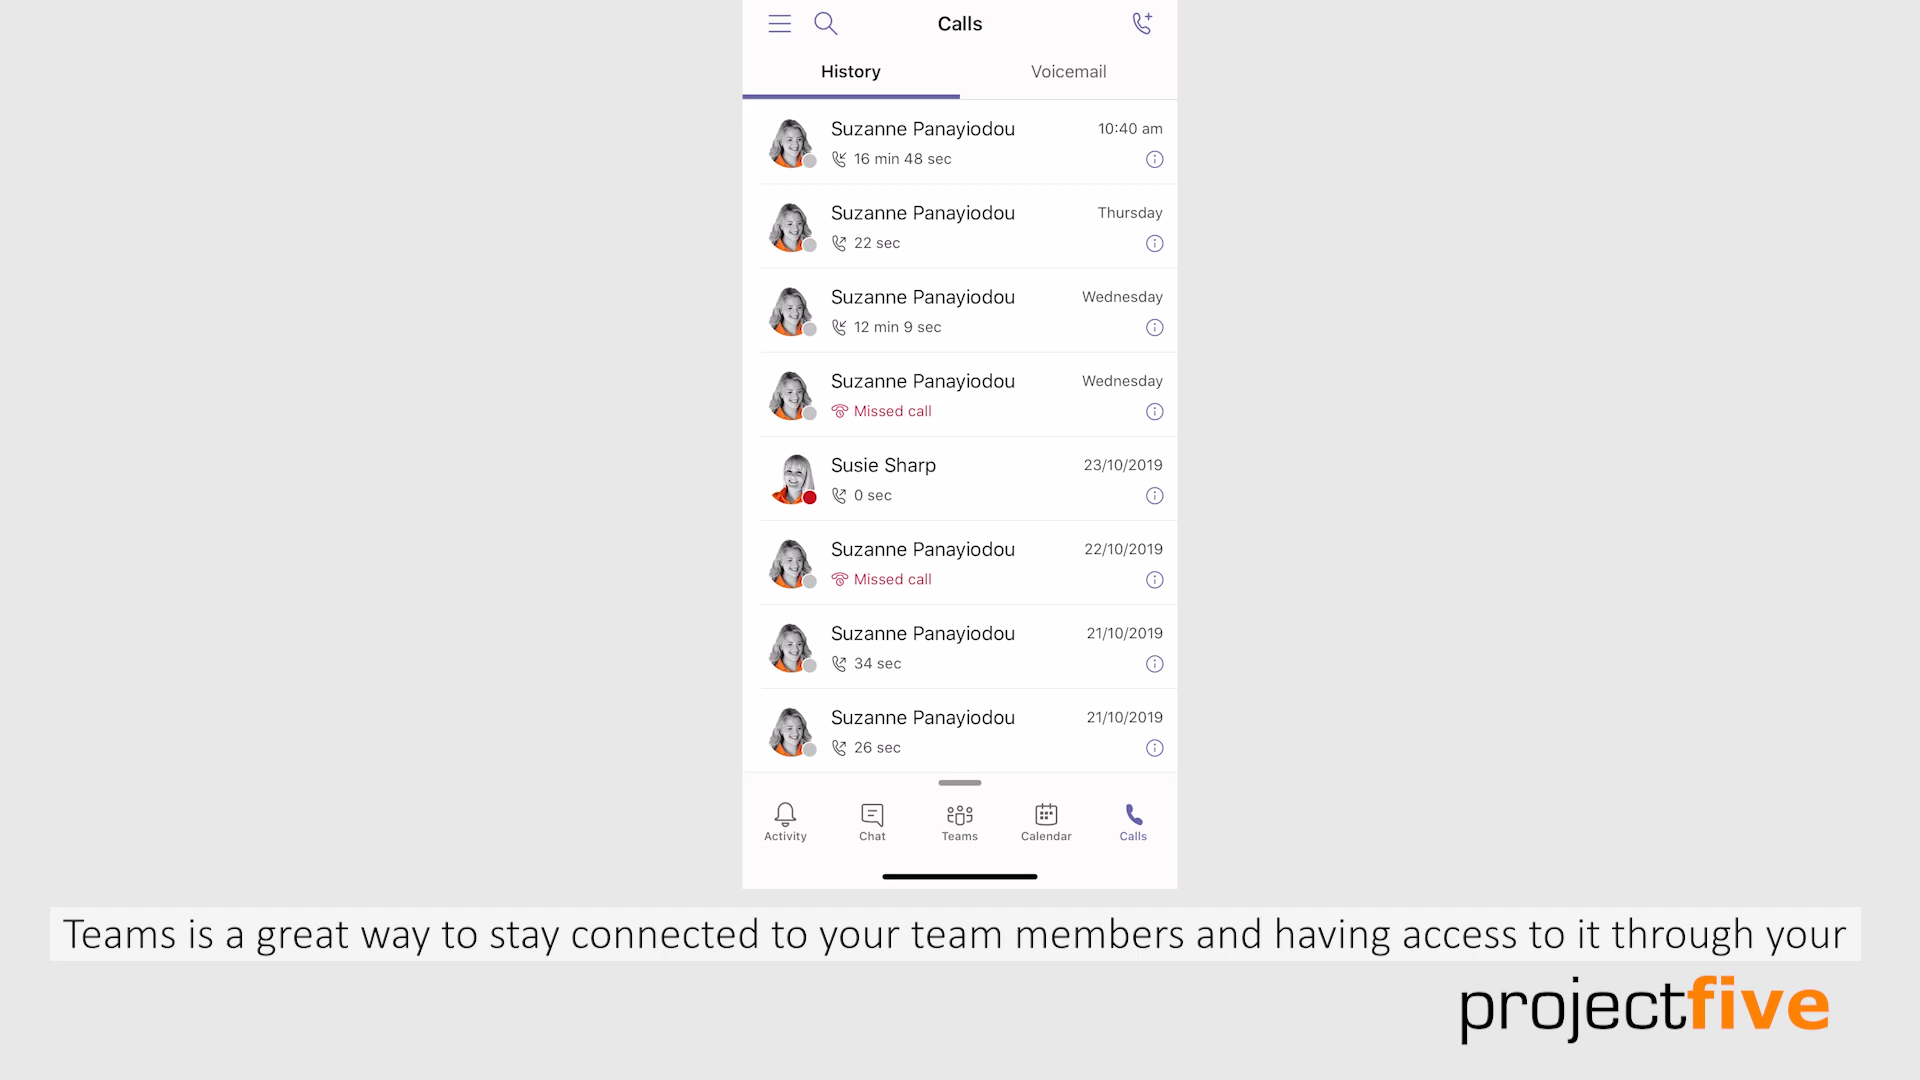 Calls
History
Voicemail
Suzanne Panayiodou
10:40 am
16 min 48 sec
Suzanne Panayiodou
Thursday
22 sec
Suzanne Panayiodou
Wednesday
12 min 9 sec
Suzanne Panayiodou
Wednesday
Missed call
Susie Sharp
23/10/2019
0 sec
Suzanne Panayiodou
22/10/2019
Missed call
Suzanne Panayiodou
21/10/2019
34 sec
Suzanne Panayiodou
21/10/2019
26 sec
Activity
Chat
Teams
Calendar
Calls
Teams is a great way to stay connected to your team members and having access to it through your
projectfive